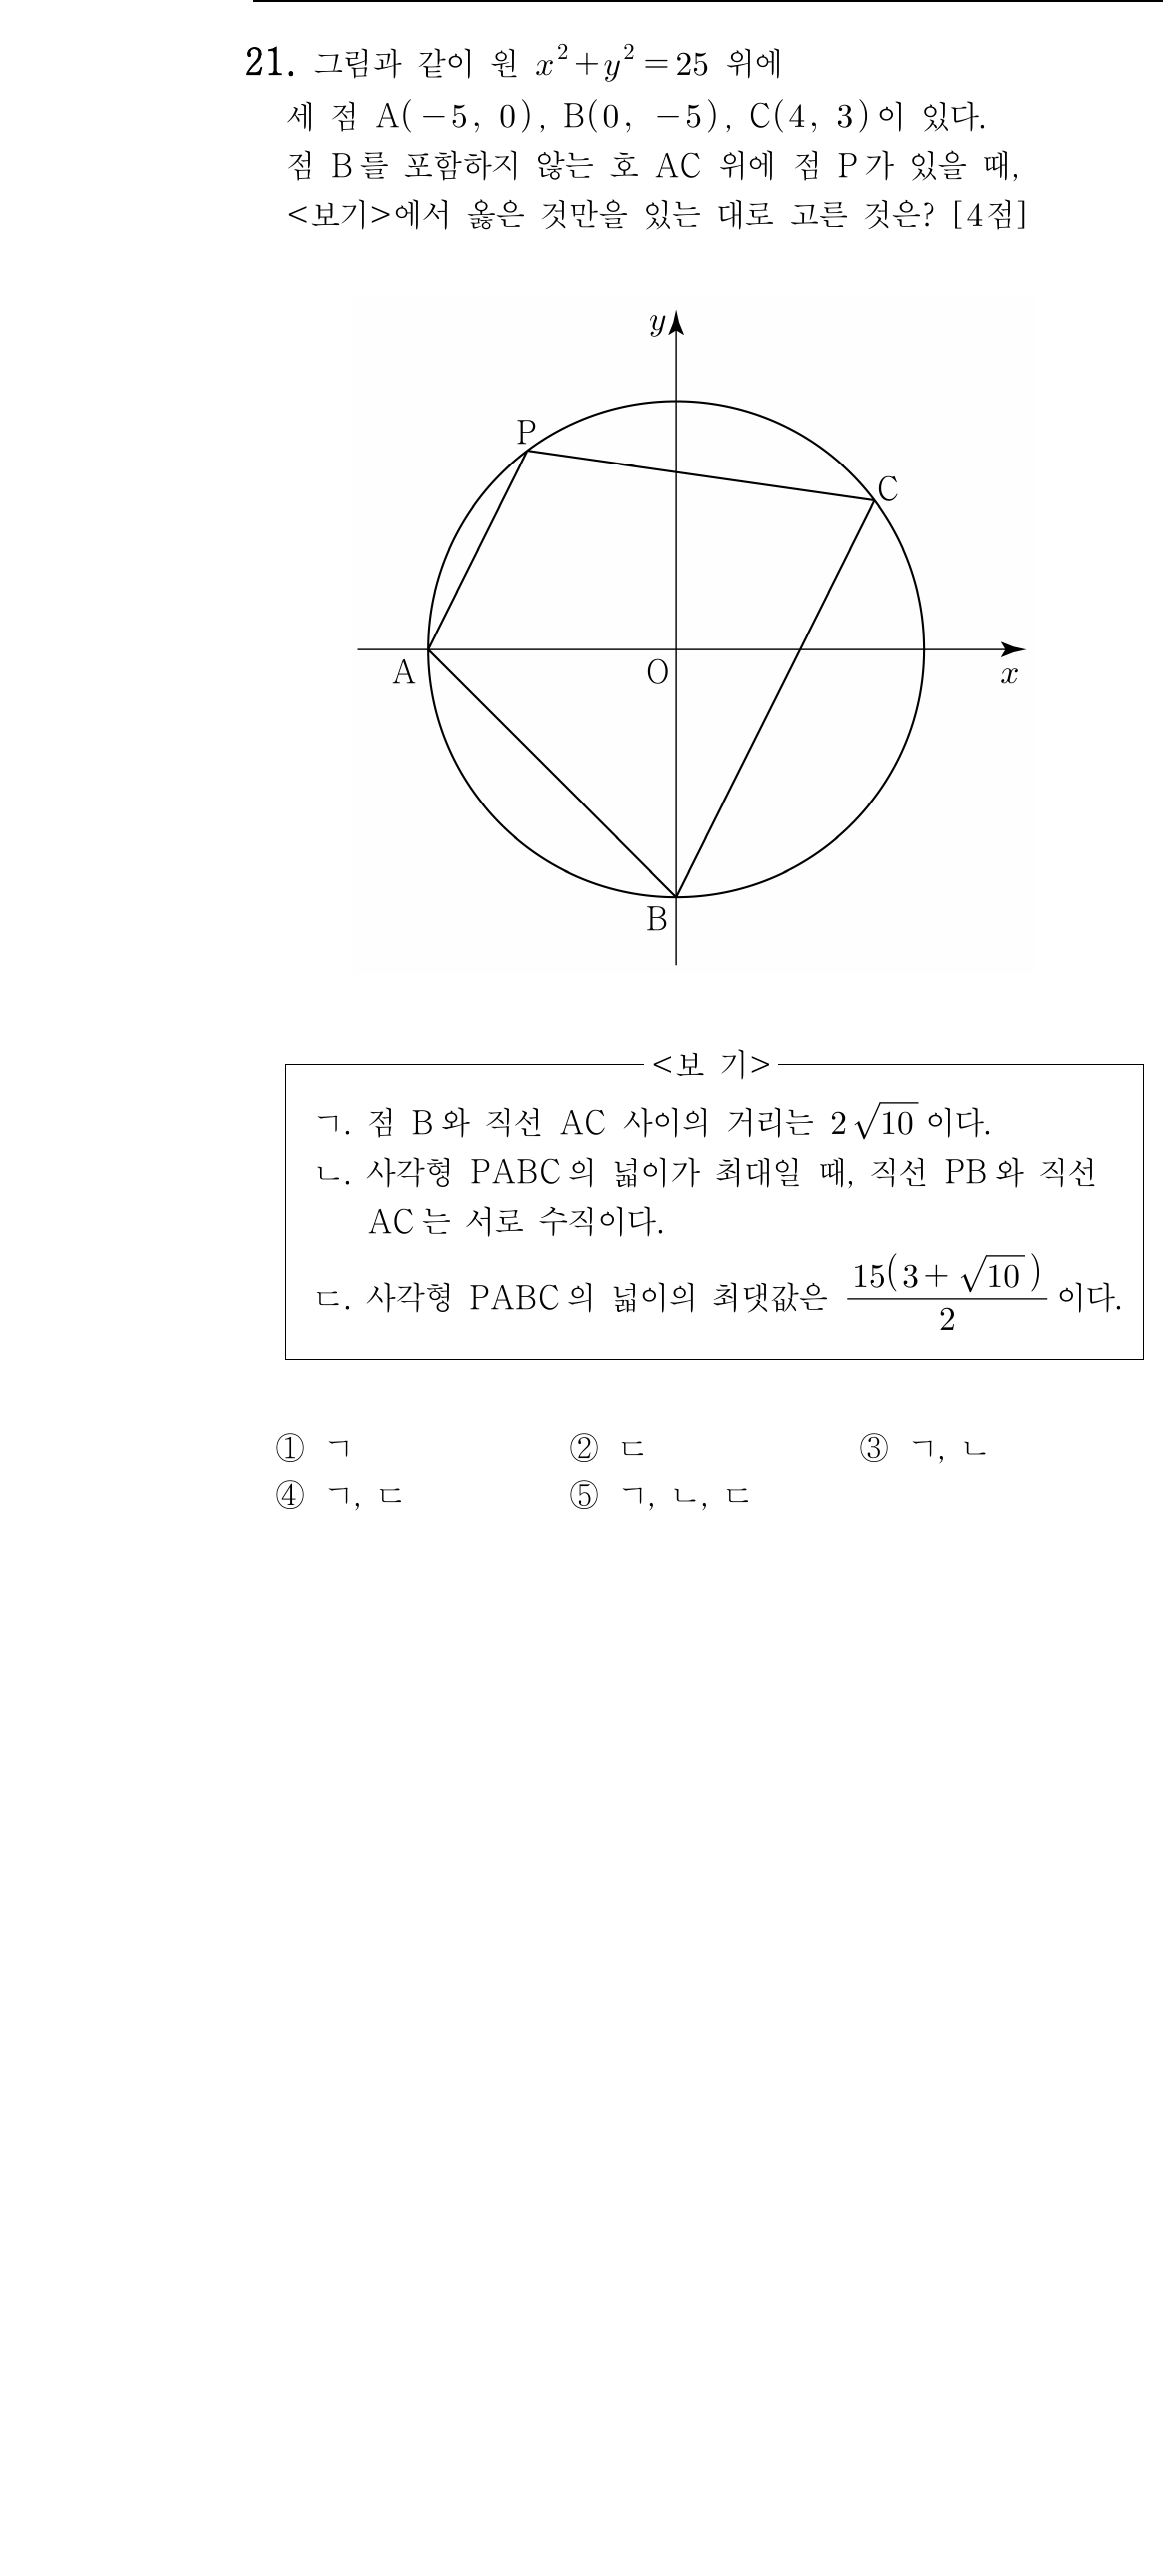 21. 그림과 같이 원 x²+y²=25 위에
세 점 A(−5, 0), B(0, −5), C(4, 3)이 있다.
점 B를 포함하지 않는 호 AC 위에 점 P가 있을 때,
<보기>에서 옳은 것만을 있는 대로 고른 것은? [4점]
y
P
C
A
O
x
B
<보 기>
ㄱ. 점 B와 직선 AC 사이의 거리는 2√10 이다.
ㄴ. 사각형 PABC의 넓이가 최대일 때, 직선 PB와 직선
AC는 서로 수직이다.
ㄷ. 사각형 PABC의 넓이의 최댓값은 15(3+√10)/2 이다.
① ㄱ ② ㄷ ③ ㄱ, ㄴ
④ ㄱ, ㄷ ⑤ ㄱ, ㄴ, ㄷ